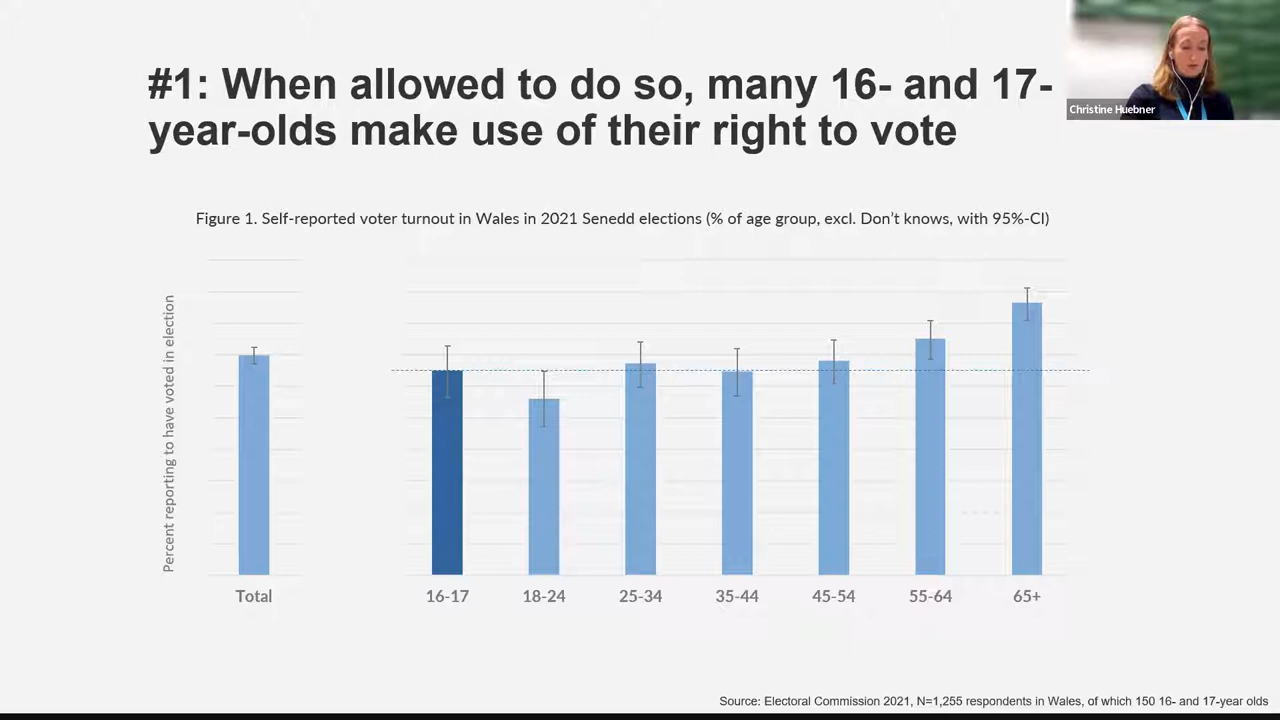 #1: When allowed to do so, many 16- and 17-
year-olds make use of their right to vote
Christine Huebner
Figure 1. Self-reported voter turnout in Wales in 2021 Senedd elections (% of age group, excl. Don't knows, with 95%-CI)
Percent reporting to have voted in election
Total 16-17 18-24 25-34 35-44 45-54 55-64 65+
Source: Electoral Commission 2021, N=1,255 respondents in Wales, of which 150 16- and 17-year olds